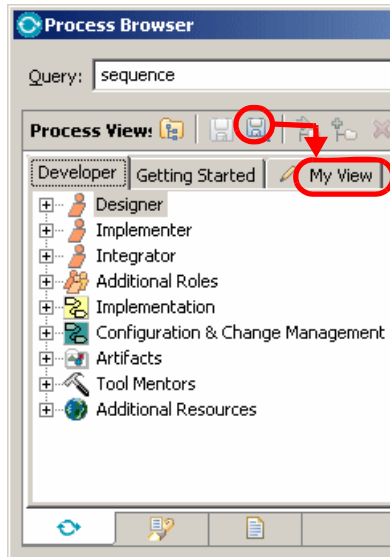 Process Browser
Query: sequence
Process View:
Developer Getting Started My View
Designer
Implementer
Integrator
Additional Roles
Implementation
Configuration & Change Management
Artifacts
Tool Mentors
Additional Resources